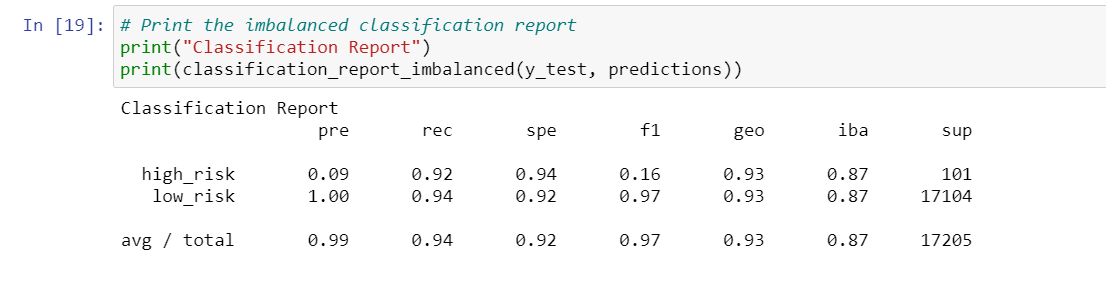 In [19]: # Print the imbalanced classification report
print("Classification Report")
print(classification_report_imbalanced(y_test, predictions))
Classification Report
pre rec spe f1 geo iba sup
high_risk 0.09 0.92 0.94 0.16 0.93 0.87 101
low_risk 1.00 0.94 0.92 0.97 0.93 0.87 17104
avg / total 0.99 0.94 0.92 0.97 0.93 0.87 17205